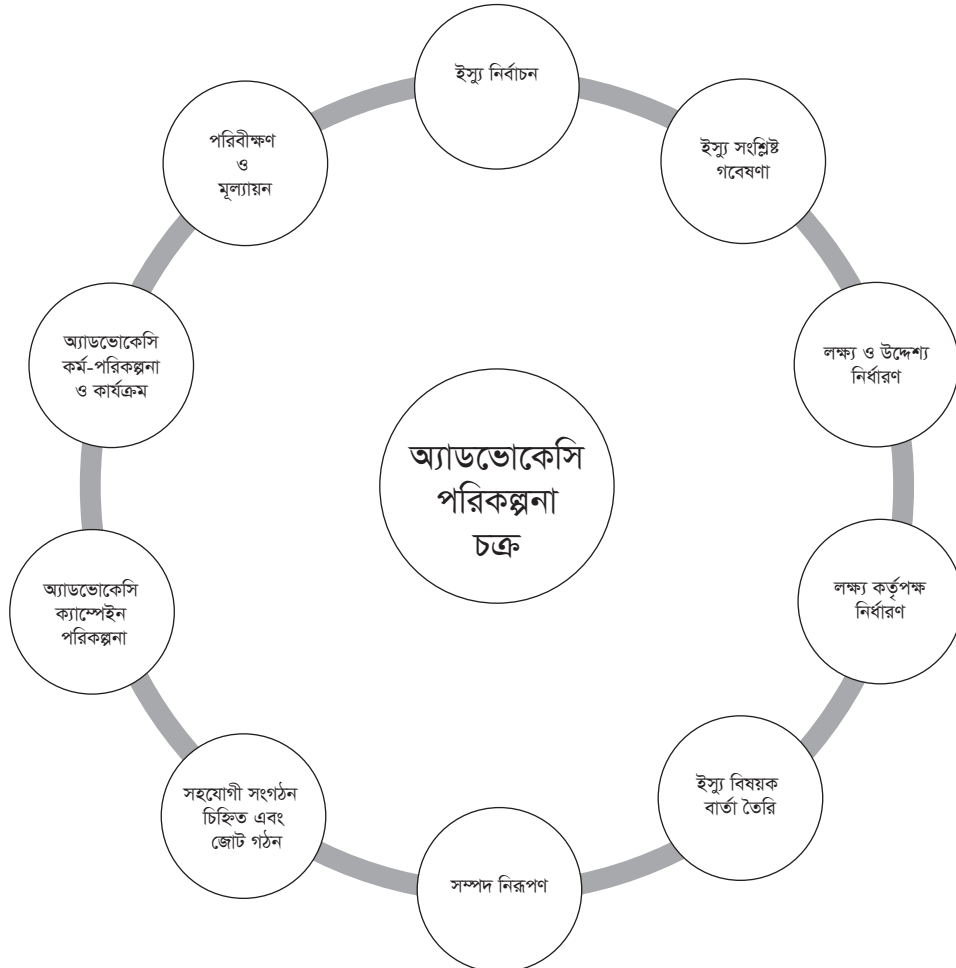 ইস্যু নির্বাচন
ইস্যু সংশ্লিষ্ট
গবেষণা
লক্ষ্য ও উদ্দেশ্য
নির্ধারণ
লক্ষ্য কর্তৃপক্ষ
নির্ধারণ
ইস্যু বিষয়ক
বার্তা তৈরি
সম্পদ নিরূপণ
সহযোগী সংগঠন
চিহ্নিত এবং
জোট গঠন
অ্যাডভোকেসি
ক্যাম্পেইন
পরিকল্পনা
অ্যাডভোকেসি
কর্ম-পরিকল্পনা
ও কার্যক্রম
পরিবীক্ষণ
ও
মূল্যায়ন
অ্যাডভোকেসি
পরিকল্পনা
চক্র